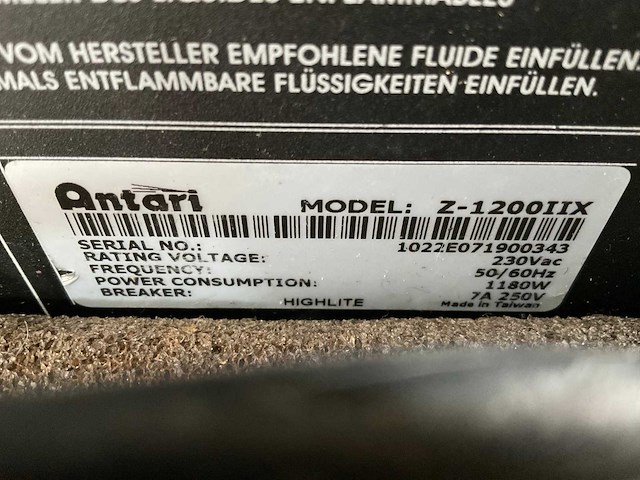 VOM HERSTELLER EMPFOHLENE FLUIDE EINFÜLLEN.
MALS ENTFLAMMBARE FLÜSSIGKEITEN EINFÜLLEN.
Antari MODEL: Z-1200IIX
SERIAL NO.: 1022E071900343
RATING VOLTAGE: 230Vac
FREQUENCY: 50/60Hz
POWER CONSUMPTION: 1180W
BREAKER: 7A 250V
HIGHLITE Made in Taiwan